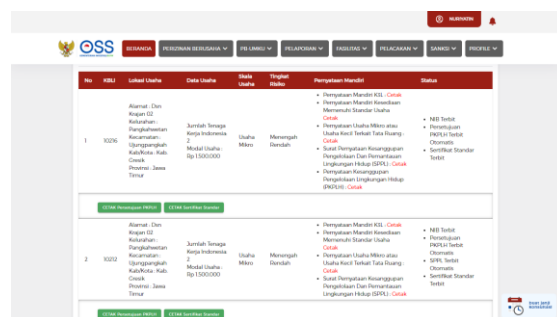 NURHAYATI
OSS
BERANDA
PERIZINAN BERUSAHA
PB-UMKU
PELAPORAN
FASILITAS
PELACAKAN
SANKSI
PROFILE
No
KBLI
Lokasi Usaha
Data Usaha
Skala
Usaha
Tingkat
Risiko
Pernyataan Mandiri
Status
1
10216
Alamat : Dsn
Krajan 02
Kelurahan :
Pangkahwetan
Kecamatan :
Ujungpangkah
Kab/Kota : Kab.
Gresik
Provinsi : Jawa
Timur
Jumlah Tenaga
Kerja Indonesia :
2
Modal Usaha :
Rp 1.500.000
Usaha
Mikro
Menengah
Rendah
Pernyataan Mandiri K3L : Cetak
Pernyataan Mandiri Kesediaan
Memenuhi Standar Usaha
Cetak
Pernyataan Usaha Mikro atau
Usaha Kecil Terkait Tata Ruang :
Cetak
Surat Pernyataan Kesanggupan
Pengelolaan Dan Pemantauan
Lingkungan Hidup (SPPL) : Cetak
Pernyataan Kesanggupan
Pengelolaan Lingkungan Hidup
(PKPLH) : Cetak
NIB Terbit
Persetujuan
PKPLH Terbit
Otomatis
Sertifikat Standar
Terbit
CETAK Persetujuan PKPLH
CETAK Sertifikat Standar
2
10212
Alamat : Dsn
Krajan 02
Kelurahan :
Pangkahwetan
Kecamatan :
Ujungpangkah
Kab/Kota : Kab.
Gresik
Provinsi : Jawa
Timur
Jumlah Tenaga
Kerja Indonesia :
2
Modal Usaha :
Rp 1.500.000
Usaha
Mikro
Menengah
Rendah
Pernyataan Mandiri K3L : Cetak
Pernyataan Mandiri Kesediaan
Memenuhi Standar Usaha
Cetak
Pernyataan Usaha Mikro atau
Usaha Kecil Terkait Tata Ruang :
Cetak
Surat Pernyataan Kesanggupan
Pengelolaan Dan Pemantauan
Lingkungan Hidup (SPPL) : Cetak
NIB Terbit
Persetujuan
PKPLH Terbit
Otomatis
SPPL Terbit
Otomatis
Sertifikat Standar
Terbit
CETAK Persetujuan PKPLH
CETAK Sertifikat Standar